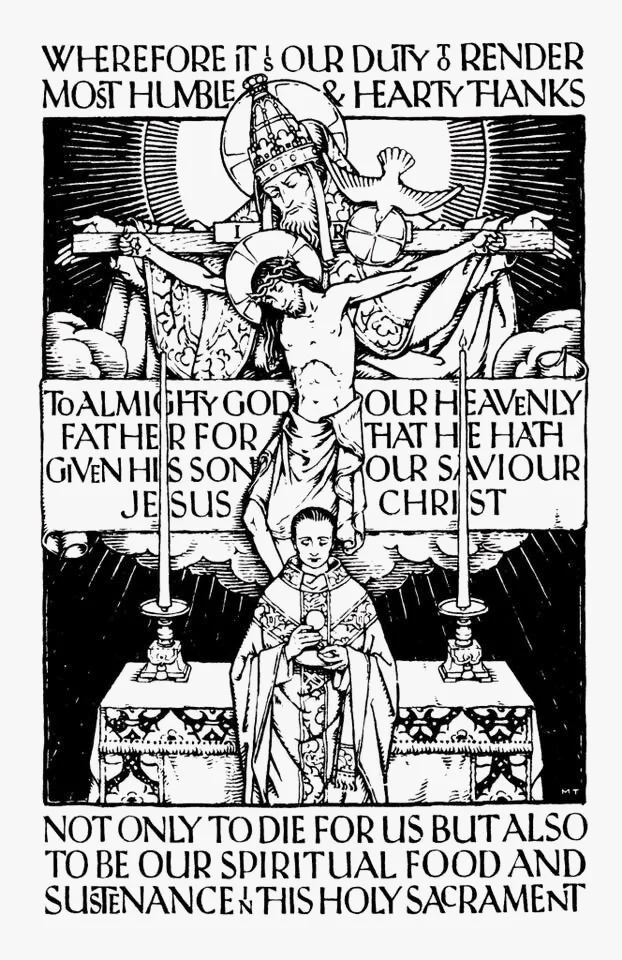 WHEREFORE IT IS OUR DUTY TO RENDER
MOST HUMBLE & HEARTY THANKS
I R
TO ALMIGHTY GOD OUR HEAVENLY
FATHER FOR THAT HE HATH
GIVEN HIS SON OUR SAVIOUR
JESUS CHRIST
MT
NOT ONLY TO DIE FOR US BUT ALSO
TO BE OUR SPIRITUAL FOOD AND
SUSTENANCE IN THIS HOLY SACRAMENT